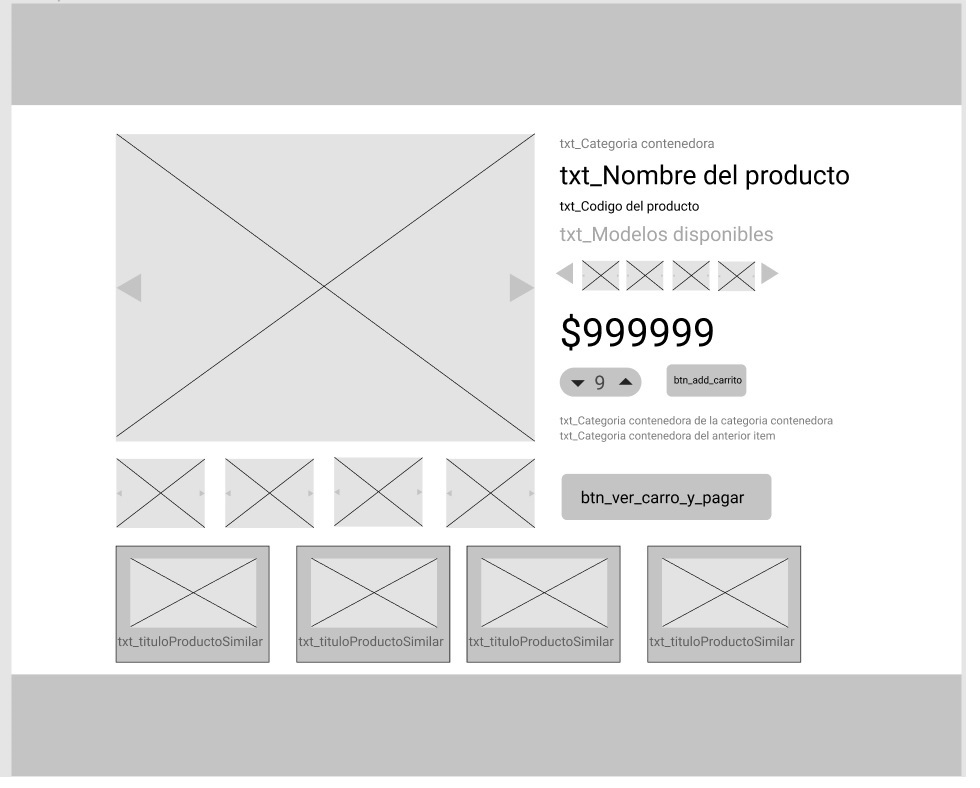 txt_Categoria contenedora
txt_Nombre del producto
txt_Codigo del producto
txt_Modelos disponibles
$999999
9
btn_add_carrito
txt_Categoria contenedora de la categoria contenedora
txt_Categoria contenedora del anterior item
btn_ver_carro_y_pagar
txt_tituloProductoSimilar
txt_tituloProductoSimilar
txt_tituloProductoSimilar
txt_tituloProductoSimilar